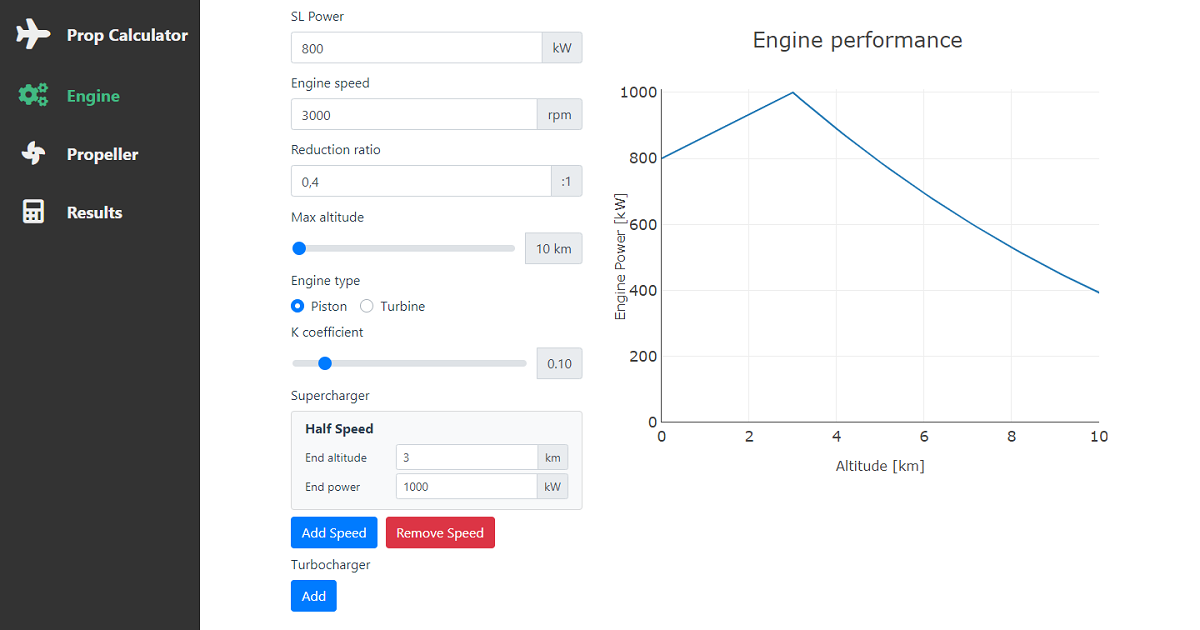 Prop Calculator
Engine
Propeller
Results
SL Power
800 kW
Engine speed
3000 rpm
Reduction ratio
0,4 :1
Max altitude
10 km
Engine type
Piston Turbine
K coefficient
0.10
Supercharger
Half Speed
End altitude 3 km
End power 1000 kW
Add Speed Remove Speed
Turbocharger
Add
Engine performance
1000
800
600
400
200
0
Engine Power [kW]
0 2 4 6 8 10
Altitude [km]